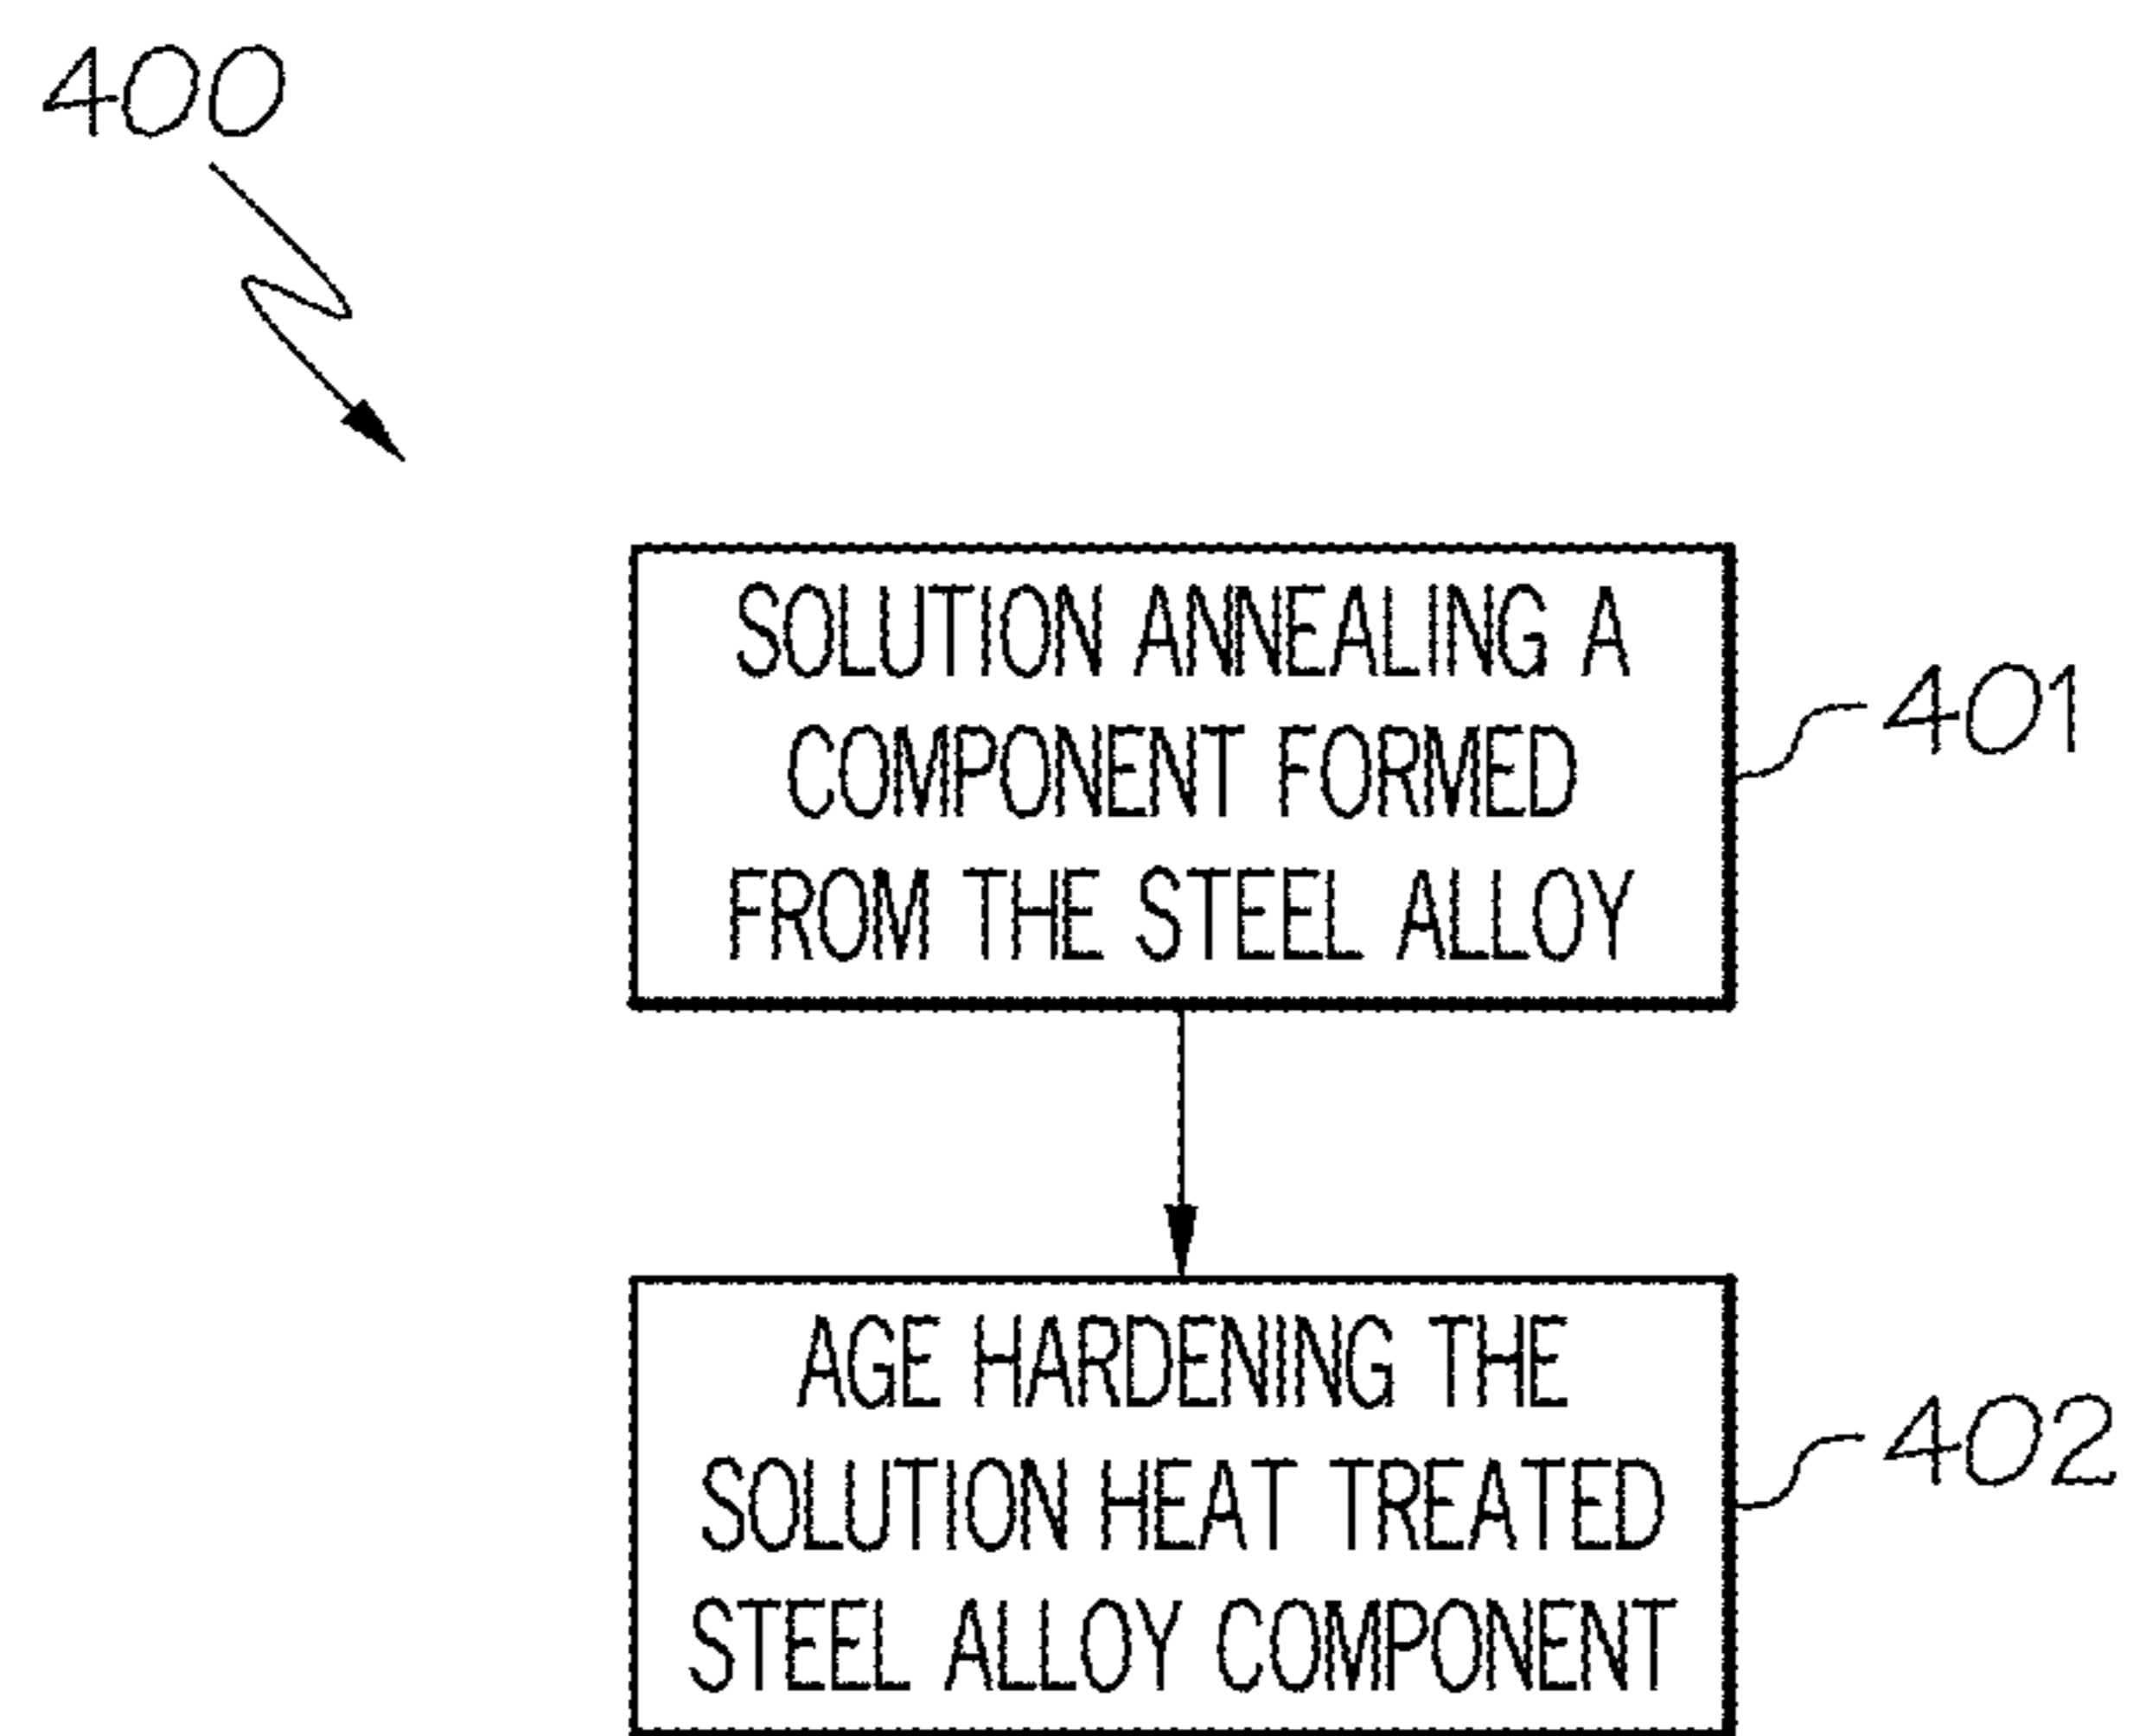 400
SOLUTION ANNEALING A
COMPONENT FORMED
FROM THE STEEL ALLOY
401
AGE HARDENING THE
SOLUTION HEAT TREATED
STEEL ALLOY COMPONENT
402